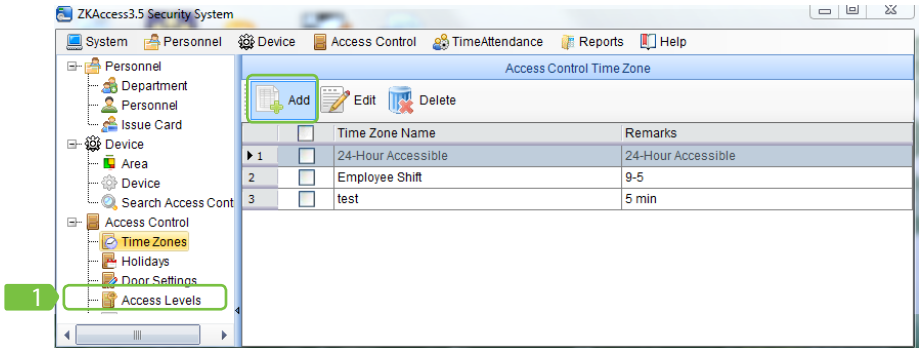 ZKAccess3.5 Security System
System Personnel Device Access Control TimeAttendance Reports Help
Personnel
Department
Personnel
Issue Card
Device
Area
Device
Search Access Cont
Access Control
Time Zones
Holidays
Door Settings
1 Access Levels
Access Control Time Zone
Add Edit Delete
Time Zone Name Remarks
1 24-Hour Accessible 24-Hour Accessible
2 Employee Shift 9-5
3 test 5 min